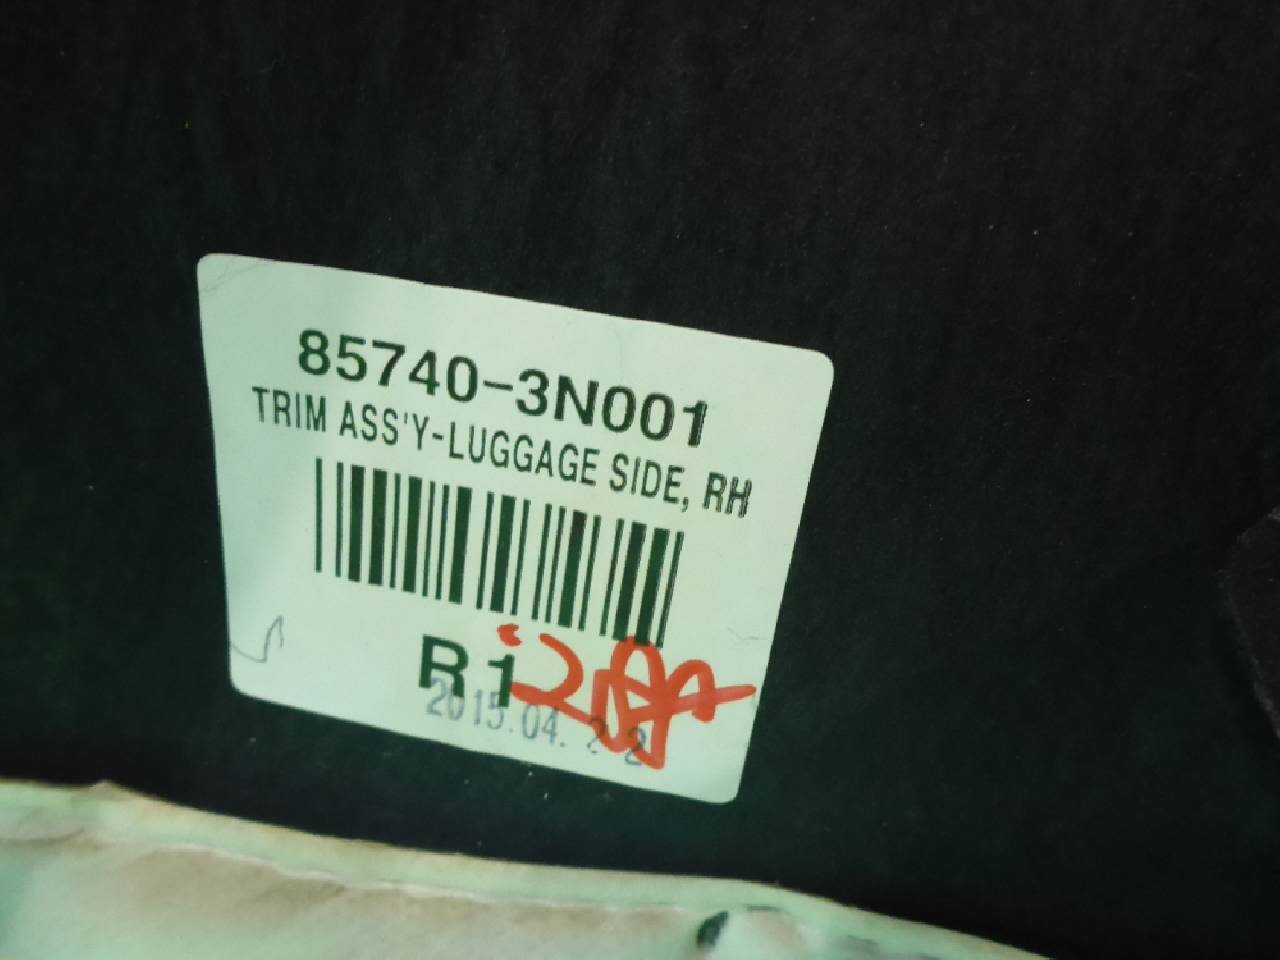 85740-3N001
TRIM ASS'Y-LUGGAGE SIDE, RH
R1
2015.04.22